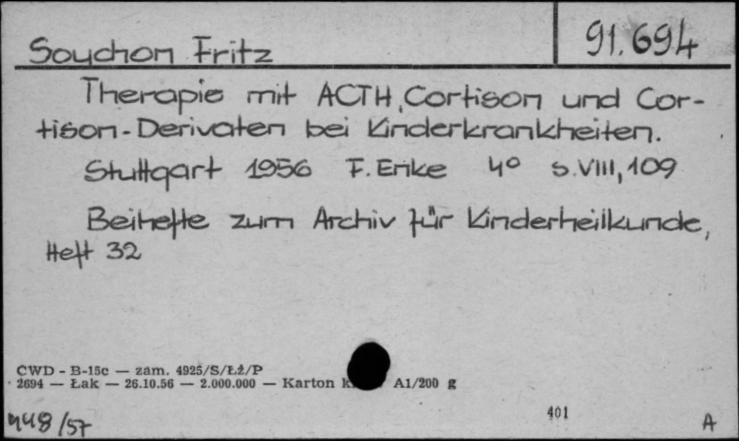 Souchon Fritz 91.694
Therapie mit ACTH, Cortison und Cor-
tison-Derivaten bei Kinderkrankheiten.
Stuttgart 1956 F. Enke 4° s. VIII, 109
Beihefte zum Archiv für Kinderheilkunde,
Heft 32
CWD - B-15c — zam. 4925/S/ŁŻ/P
2694 — Łak — 26.10.56 — 2.000.000 — Karton A1/200 g
401
448/57 A